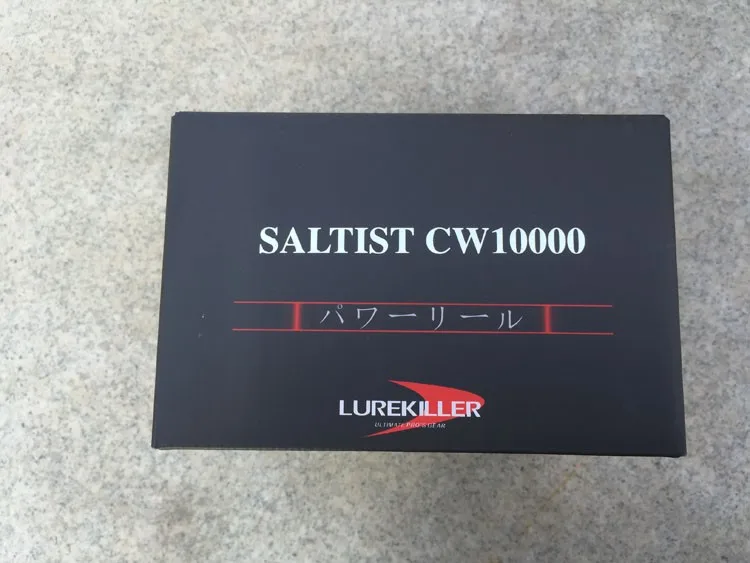 SALTIST CW10000
パワーリール
LUREKILLER
ULTIMATE PRO'S GEAR